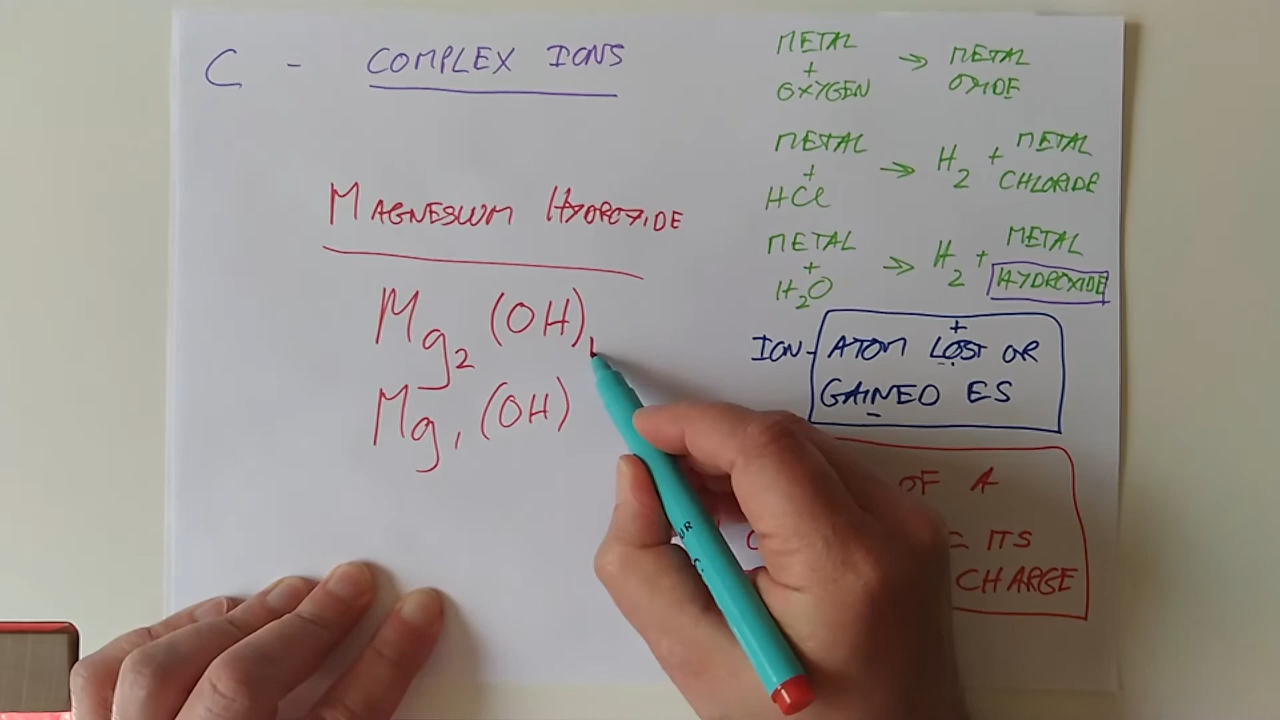 C - COMPLEX IONS
MAGNESIUM HYDROXIDE
Mg₂ (OH)₁
Mg₁ (OH)
METAL
+
OXYGEN → METAL
OXIDE
METAL
+
HCl → H₂ + METAL
CHLORIDE
METAL
+
H₂O → H₂ + METAL
HYDROXIDE
+
ION - ATOM LOST OR
GAINED ES
-
OF A
= ITS
CHARGE